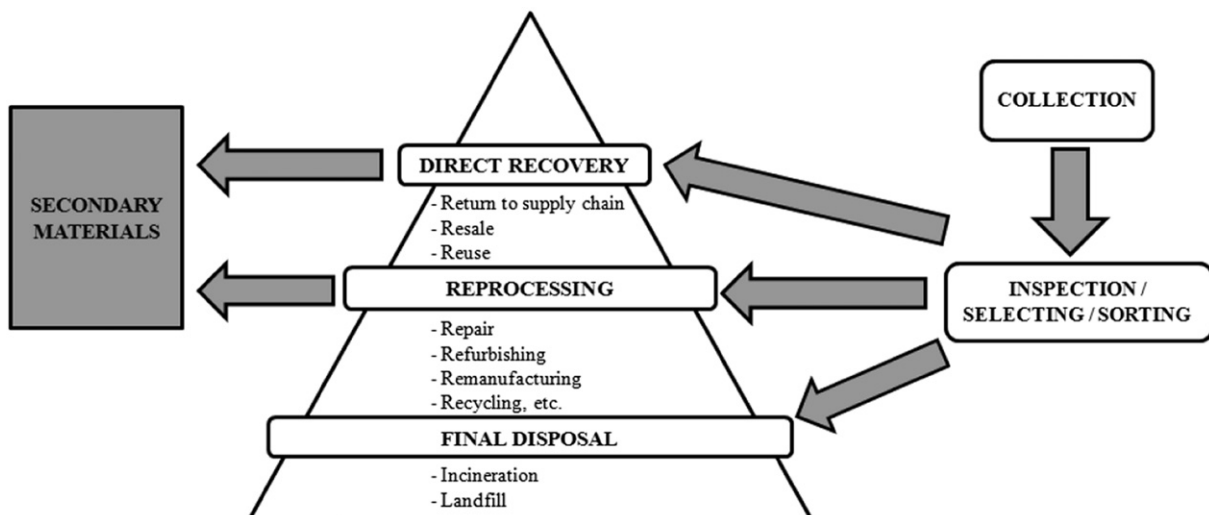 COLLECTION
DIRECT RECOVERY
- Return to supply chain
- Resale
- Reuse
SECONDARY
MATERIALS
REPROCESSING
INSPECTION /
SELECTING / SORTING
- Repair
- Refurbishing
- Remanufacturing
- Recycling, etc.
FINAL DISPOSAL
- Incineration
- Landfill